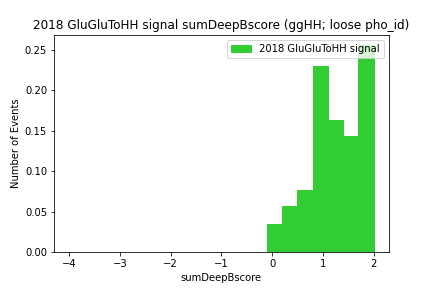 2018 GluGluToHH signal sumDeepBscore (ggHH; loose pho_id)
2018 GluGluToHH signal
Number of Events
0.25
0.20
0.15
0.10
0.05
0.00
−4 −3 −2 −1 0 1 2
sumDeepBscore